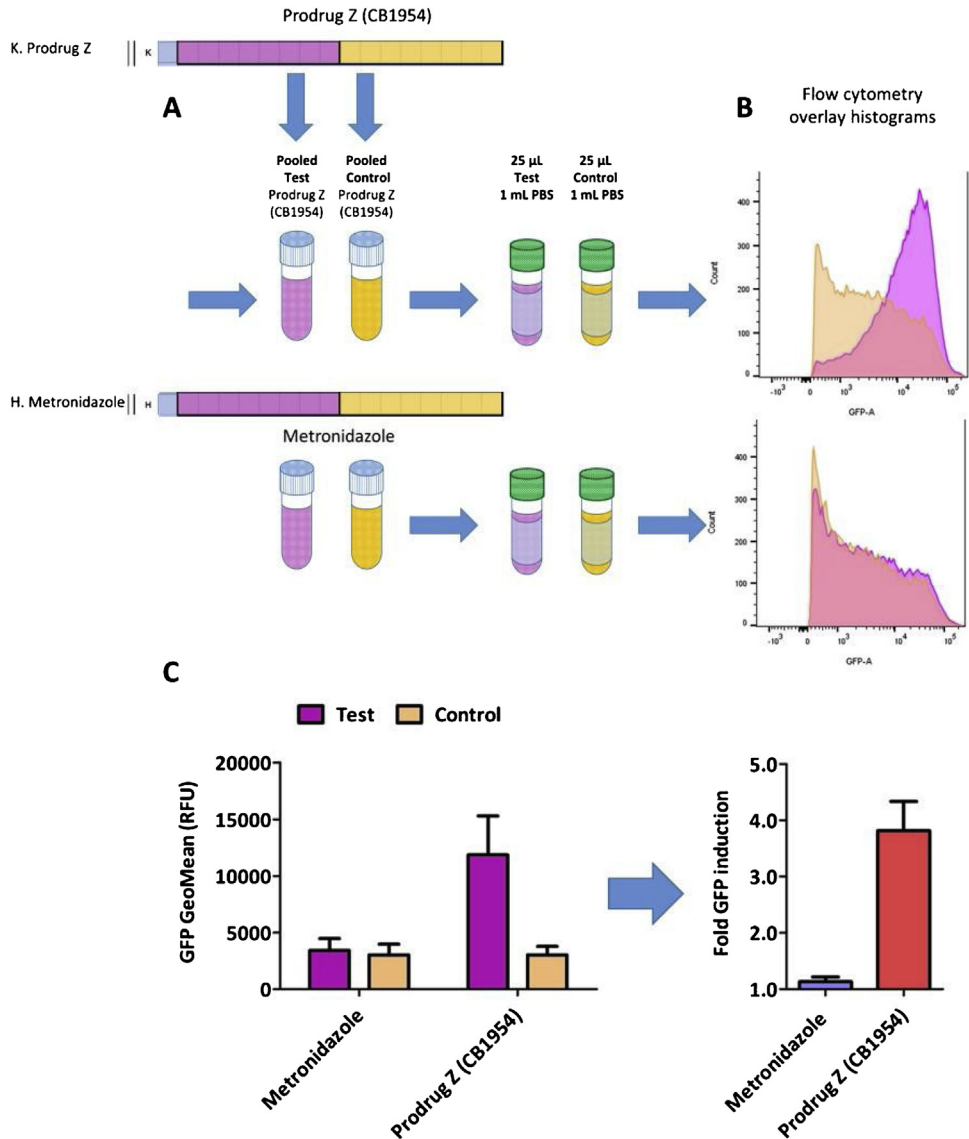 Prodrug Z (CB1954)
K. Prodrug Z
K
A
B
Flow cytometry
overlay histograms
Pooled
Test
Prodrug Z
(CB1954)
Pooled
Control
Prodrug Z
(CB1954)
25 µL
Test
1 mL PBS
25 µL
Control
1 mL PBS
400
300
200
100
0
Count
-10³ 0 10³ 10⁴ 10⁵
GFP-A
H. Metronidazole
H
Metronidazole
400
300
200
100
0
Count
-10³ 0 10³ 10⁴ 10⁵
GFP-A
C
Test Control
GFP GeoMean (RFU)
20000
15000
10000
5000
0
Metronidazole
Prodrug Z (CB1954)
Fold GFP induction
5.0
4.0
3.0
2.0
1.0
Metronidazole
Prodrug Z (CB1954)